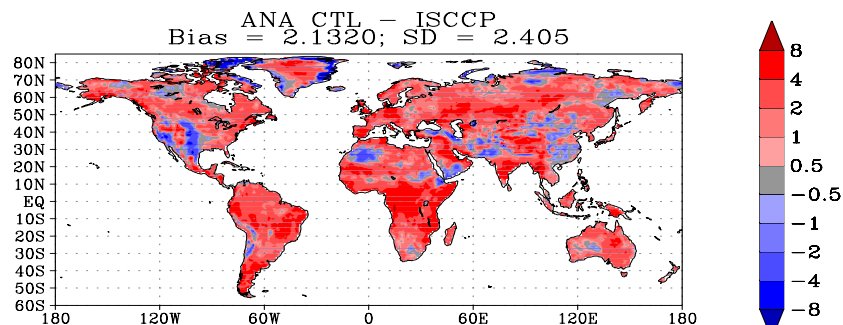 ANA CTL − ISCCP
Bias = 2.1320; SD = 2.405
80N
70N
60N
50N
40N
30N
20N
10N
EQ
10S
20S
30S
40S
50S
60S
180 120W 60W 0 60E 120E 180
8
4
2
1
0.5
−0.5
−1
−2
−4
−8